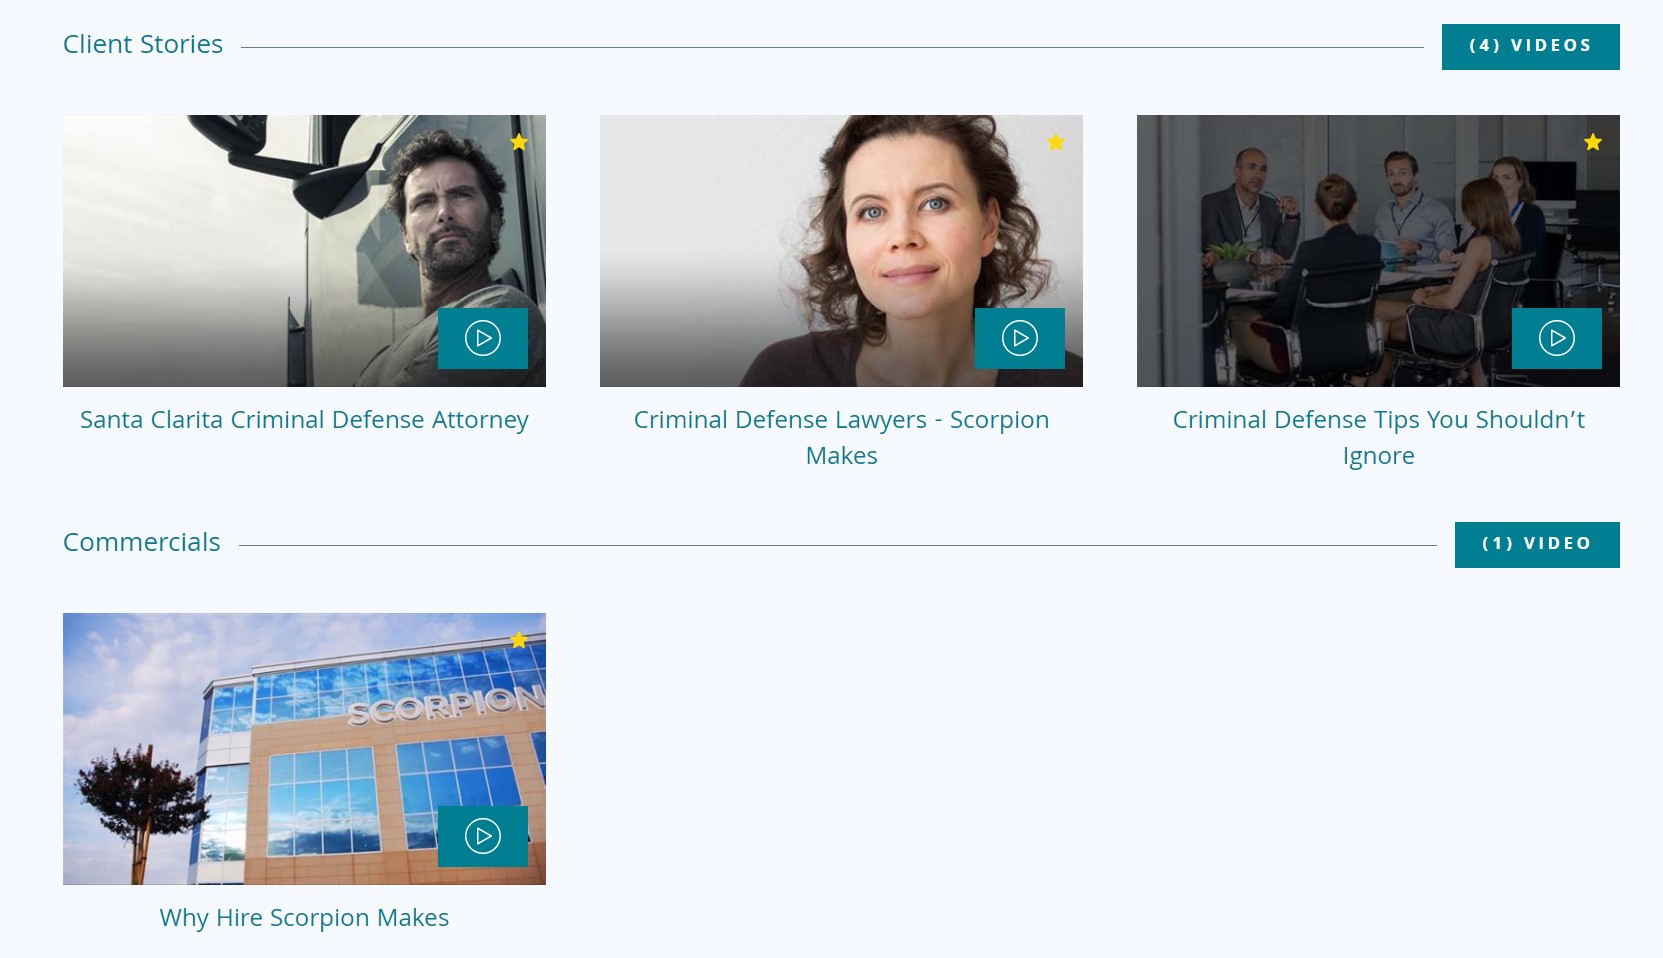 Client Stories
(4) VIDEOS
Santa Clarita Criminal Defense Attorney
Criminal Defense Lawyers - Scorpion
Makes
Criminal Defense Tips You Shouldn’t
Ignore
Commercials
(1) VIDEO
SCORPION
Why Hire Scorpion Makes